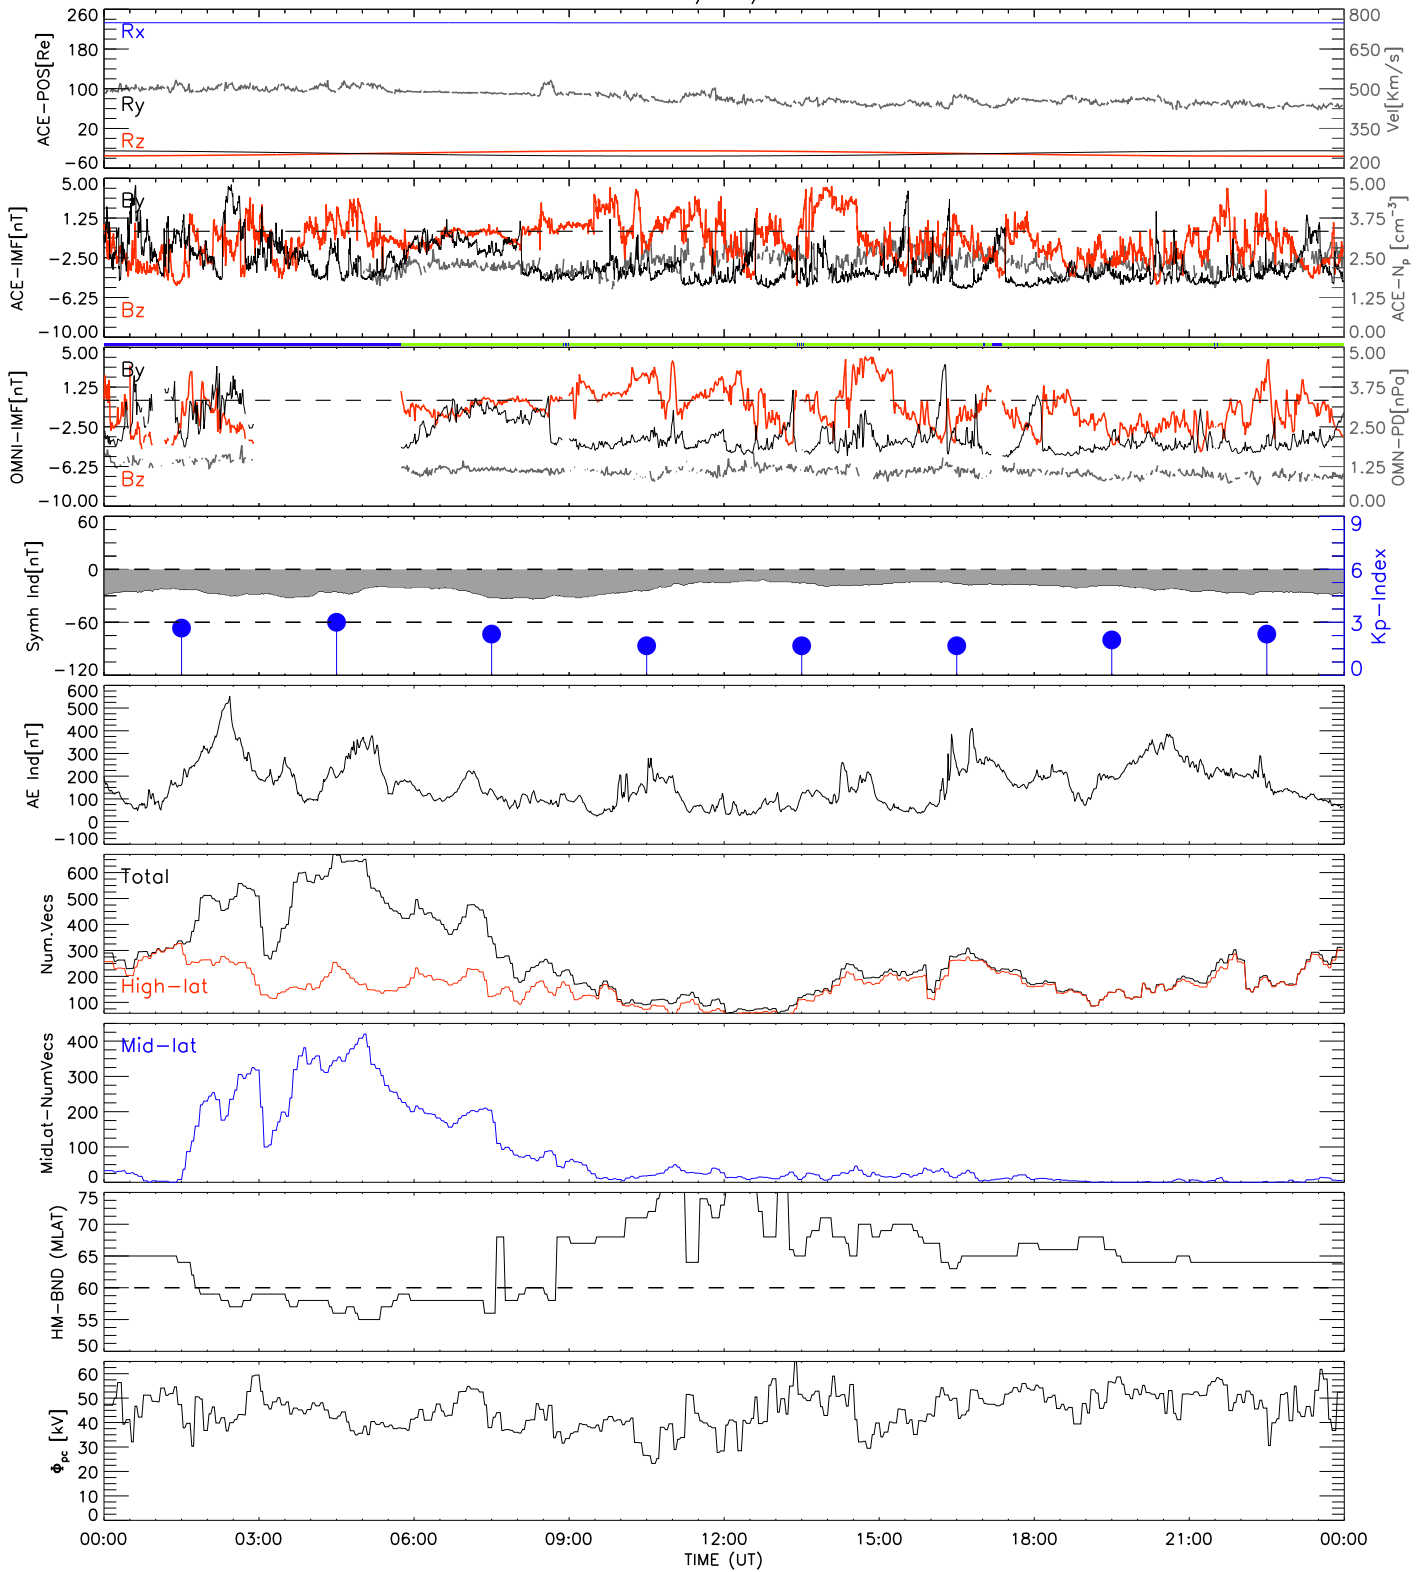 260
180
100
20
−60
ACE−POS[Re]
Rx
Ry
Rz
800
650
500
350
200
Vel[Km/s]
5.00
1.25
−2.50
−6.25
−10.00
ACE−IMF[nT]
By
Bz
5.00
3.75
2.50
1.25
0.00
ACE−Np [cm−3]
5.00
1.25
−2.50
−6.25
−10.00
OMNI−IMF[nT]
By
Bz
5.00
3.75
2.50
1.25
0.00
OMN−PD[nPa]
60
0
−60
−120
Symh Ind[nT]
9
6
3
0
Kp−Index
600
500
400
300
200
100
0
−100
AE Ind[nT]
600
500
400
300
200
100
Num.Vecs
Total
High−lat
400
300
200
100
0
MidLat−NumVecs
Mid−lat
75
70
65
60
55
50
HM−BND (MLAT)
60
50
40
30
20
10
0
Φpc [kV]
00:00 03:00 06:00 09:00 12:00 15:00 18:00 21:00 00:00
TIME (UT)